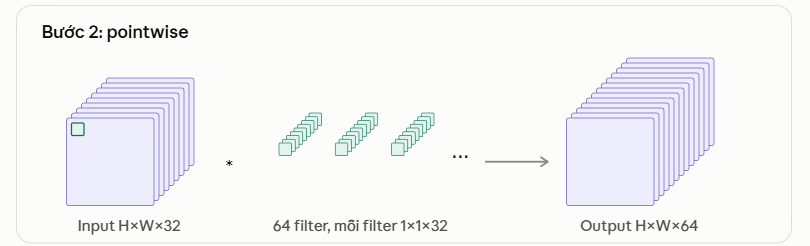 Bước 2: pointwise
*
...
Input H×W×32
64 filter, mỗi filter 1×1×32
Output H×W×64